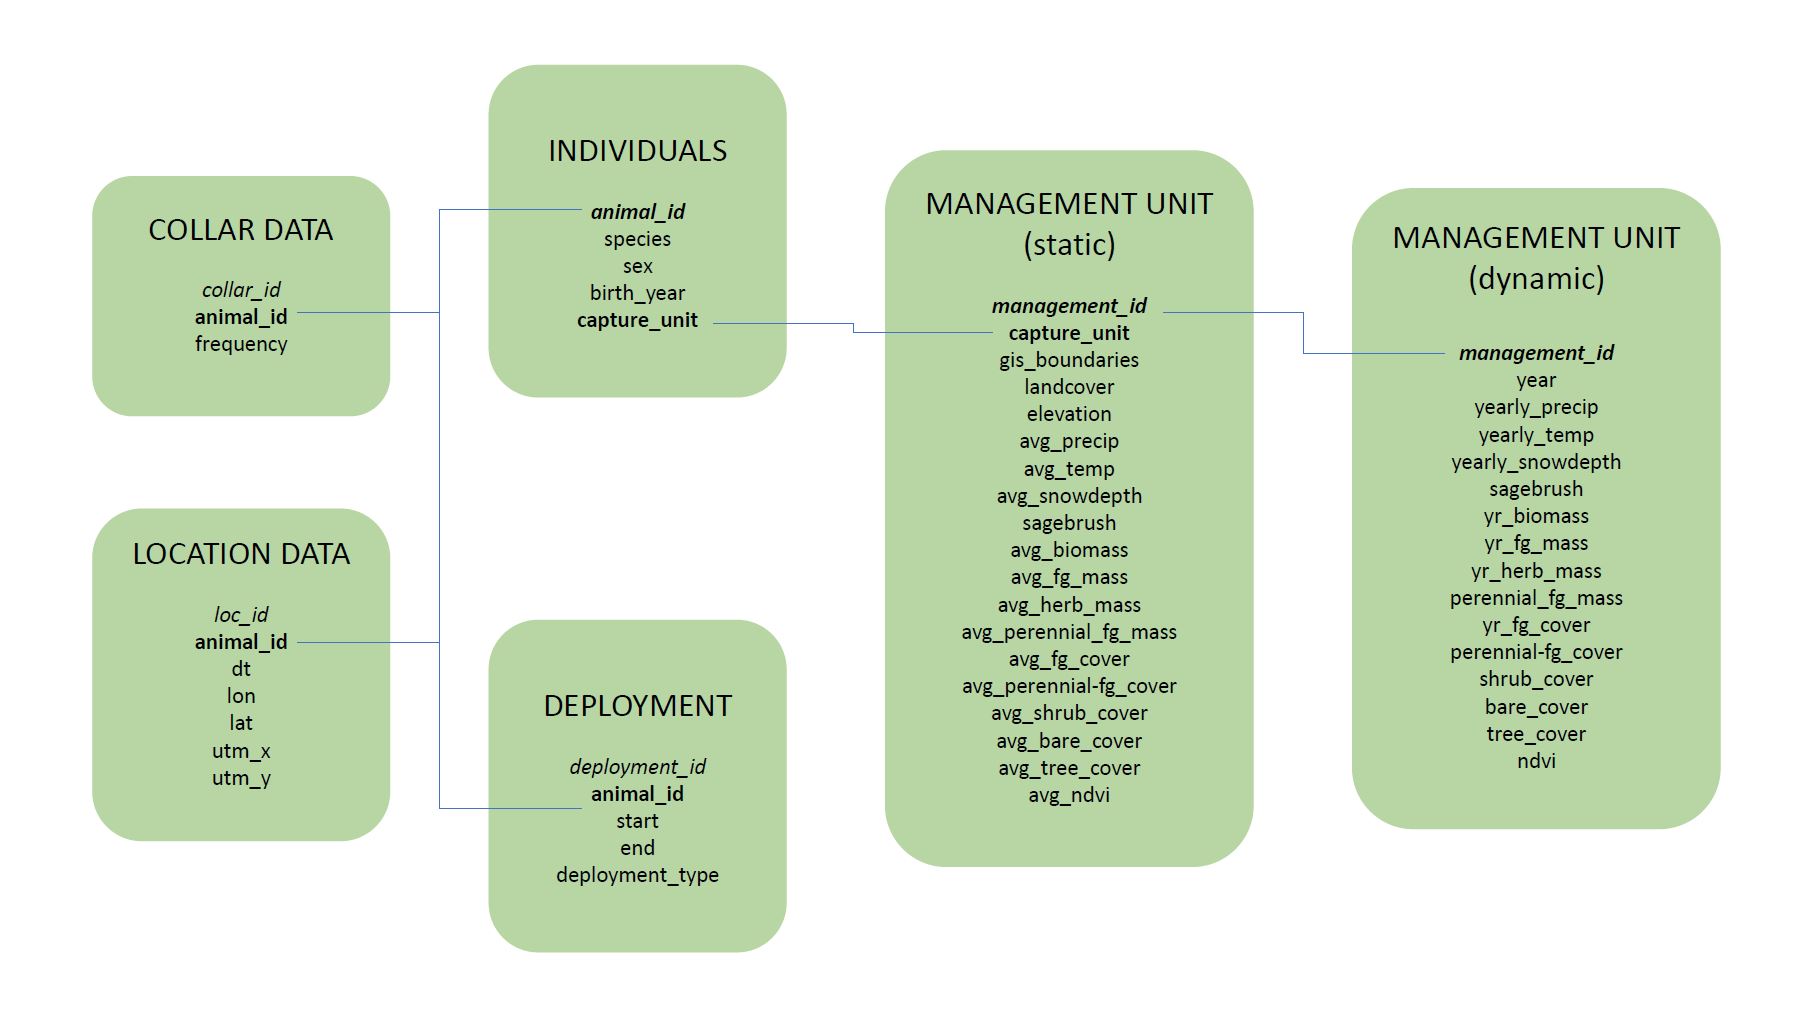 COLLAR DATA
collar_id
animal_id
frequency
LOCATION DATA
loc_id
animal_id
dt
lon
lat
utm_x
utm_y
INDIVIDUALS
animal_id
species
sex
birth_year
capture_unit
DEPLOYMENT
deployment_id
animal_id
start
end
deployment_type
MANAGEMENT UNIT
(static)
management_id
capture_unit
gis_boundaries
landcover
elevation
avg_precip
avg_temp
avg_snowdepth
sagebrush
avg_biomass
avg_fg_mass
avg_herb_mass
avg_perennial_fg_mass
avg_fg_cover
avg_perennial-fg_cover
avg_shrub_cover
avg_bare_cover
avg_tree_cover
avg_ndvi
MANAGEMENT UNIT
(dynamic)
management_id
year
yearly_precip
yearly_temp
yearly_snowdepth
sagebrush
yr_biomass
yr_fg_mass
yr_herb_mass
perennial_fg_mass
yr_fg_cover
perennial-fg_cover
shrub_cover
bare_cover
tree_cover
ndvi